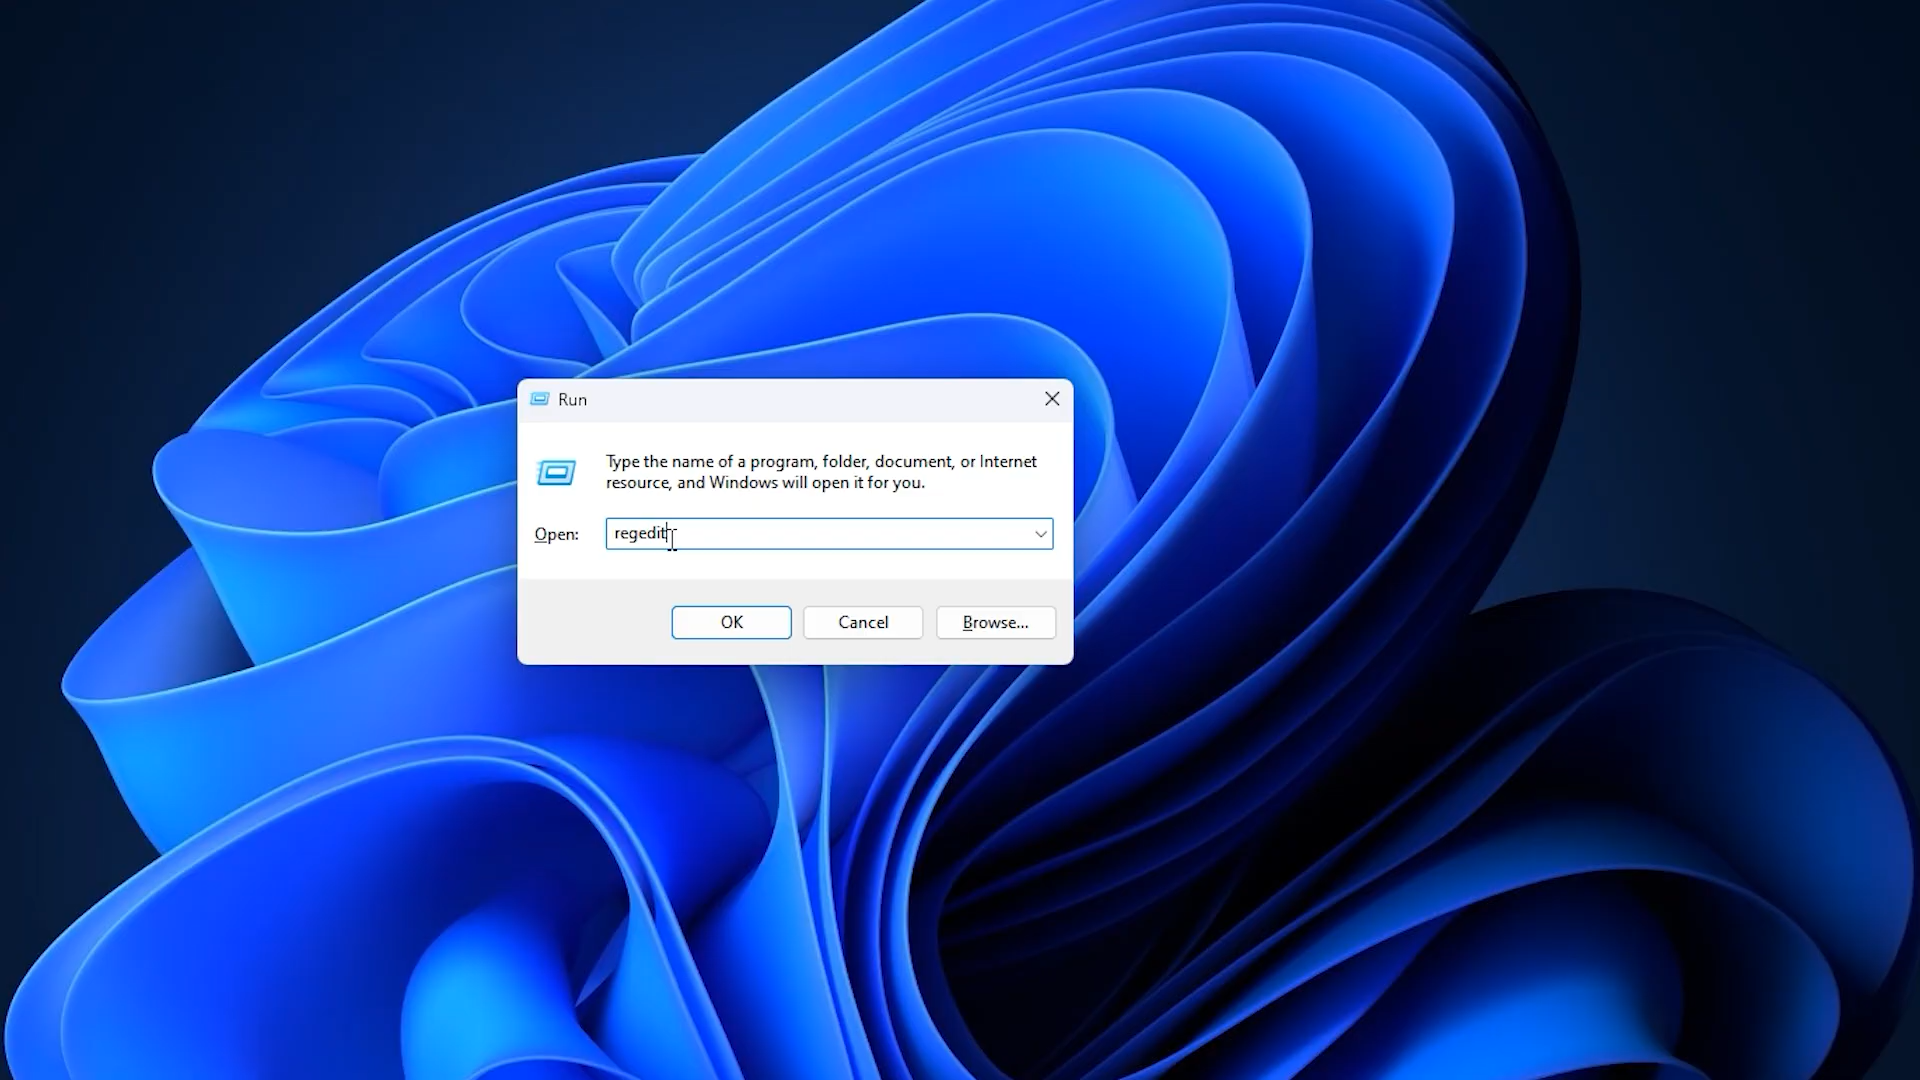 Run
Type the name of a program, folder, document, or Internet
resource, and Windows will open it for you.
Open: regedit
OK Cancel Browse...